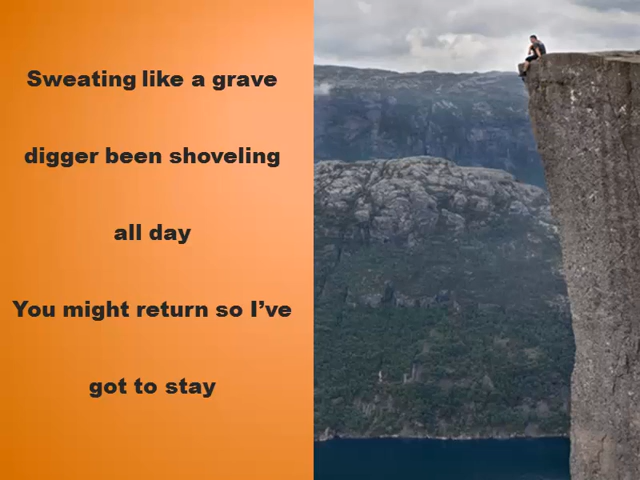 Sweating like a grave
digger been shoveling
all day
You might return so I’ve
got to stay